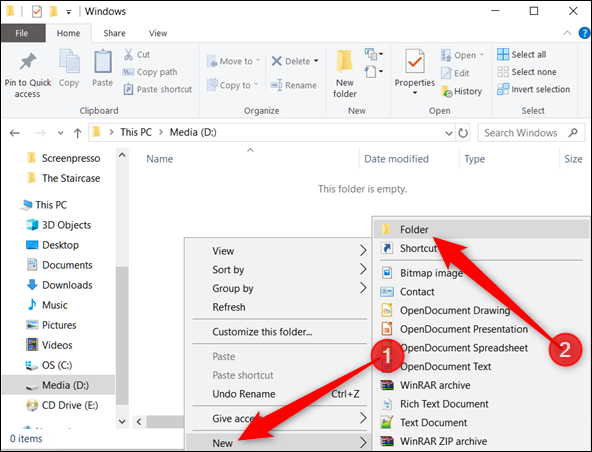 Windows
File Home Share View
Pin to Quick access
Copy
Paste
Cut
Copy path
Paste shortcut
Clipboard
Move to
Copy to
Delete
Rename
Organize
New folder
New
Properties
Open
Edit
History
Open
Select all
Select none
Invert selection
Select
This PC > Media (D:)
Search Windows
Name Date modified Type Size
This folder is empty.
Screenpresso
The Staircase
This PC
3D Objects
Desktop
Documents
Downloads
Music
Pictures
Videos
OS (C:)
Media (D:)
CD Drive (E:)
0 items
View
Sort by
Group by
Refresh
Customize this folder...
Paste
Paste shortcut
Undo Rename Ctrl+Z
Give acce
New
Folder
Shortcut
Bitmap image
Contact
OpenDocument Drawing
OpenDocument Presentation
OpenDocument Spreadsheet
OpenDocument Text
WinRAR archive
Rich Text Document
Text Document
WinRAR ZIP archive
1
2